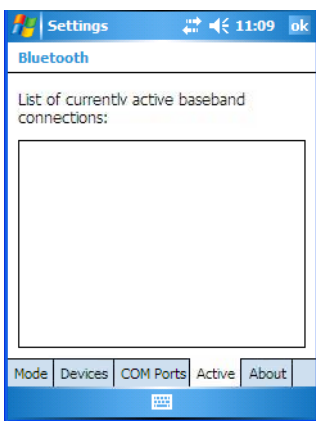 Settings 11:09 ok
Bluetooth
List of currently active baseband
connections:
Mode Devices COM Ports Active About